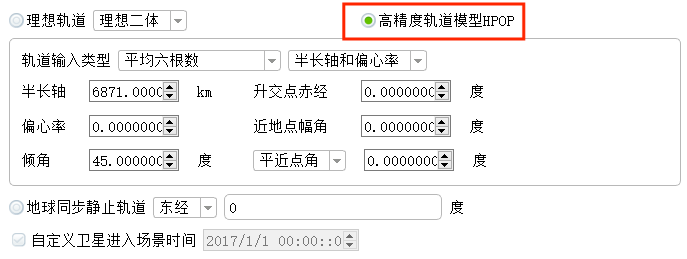 理想轨道 理想二体 高精度轨道模型HPOP
轨道输入类型 平均六根数 半长轴和偏心率
半长轴 6871.0000 km 升交点赤经 0.0000000 度
偏心率 0.0000000 近地点幅角 0.0000000 度
倾角 45.000000 度 平近点角 0.0000000 度
地球同步静止轨道 东经 0 度
自定义卫星进入场景时间 2017/1/1 00:00::0